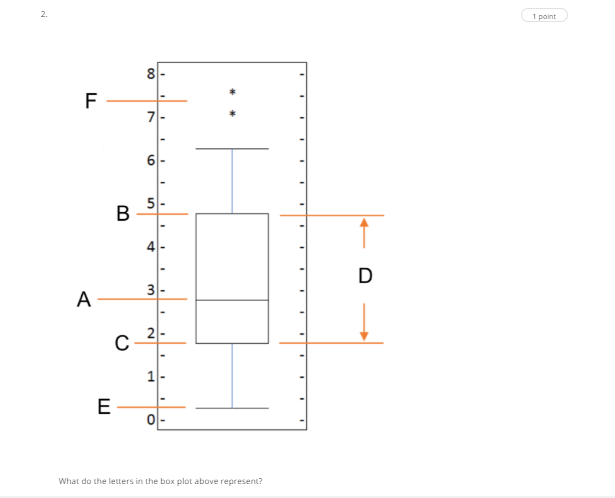 2.
1 point
8
F
7
6
5
B
4
D
3
A
2
C
1
E
0
What do the letters in the box plot above represent?